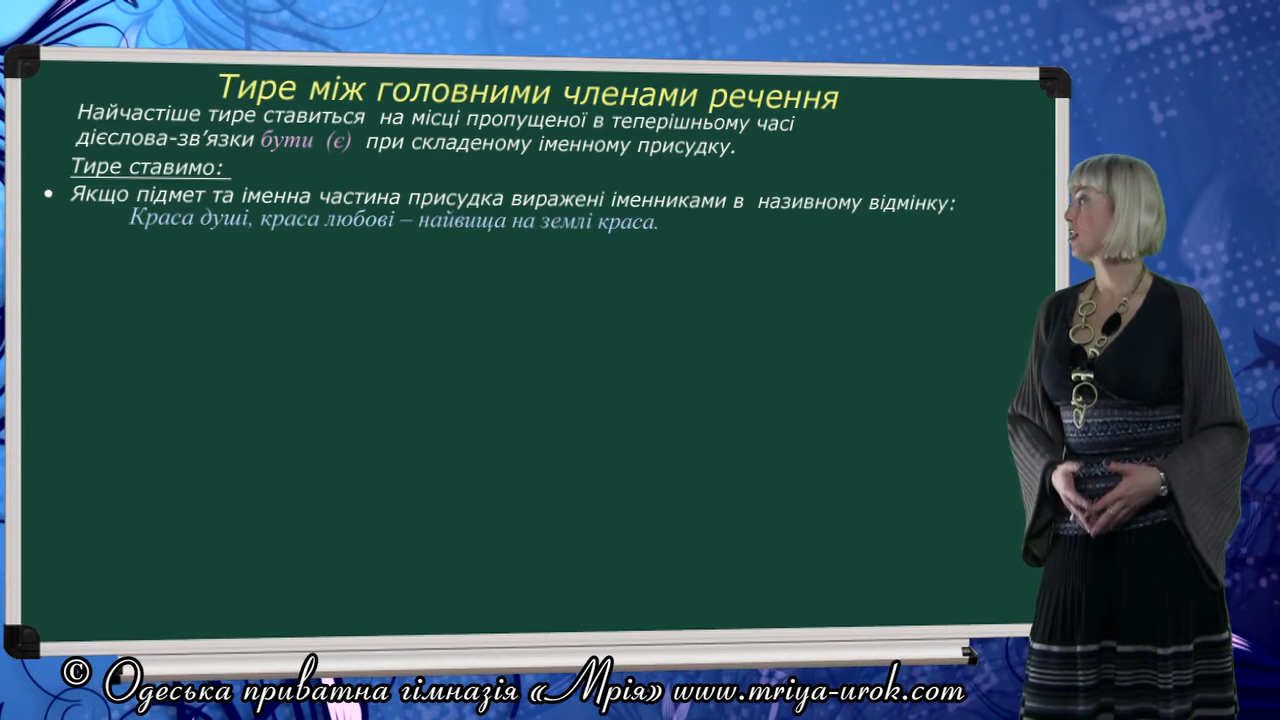 Тире між головними членами речення
Найчастіше тире ставиться на місці пропущеної в теперішньому часі
дієслова-зв’язки бути (є) при складеному іменному присудку.
Тире ставимо:
• Якщо підмет та іменна частина присудка виражені іменниками в називному відмінку:
Краса душі, краса любові – найвища на землі краса.
© Одеська приватна гімназія «Мрія» www.mriya-urok.com